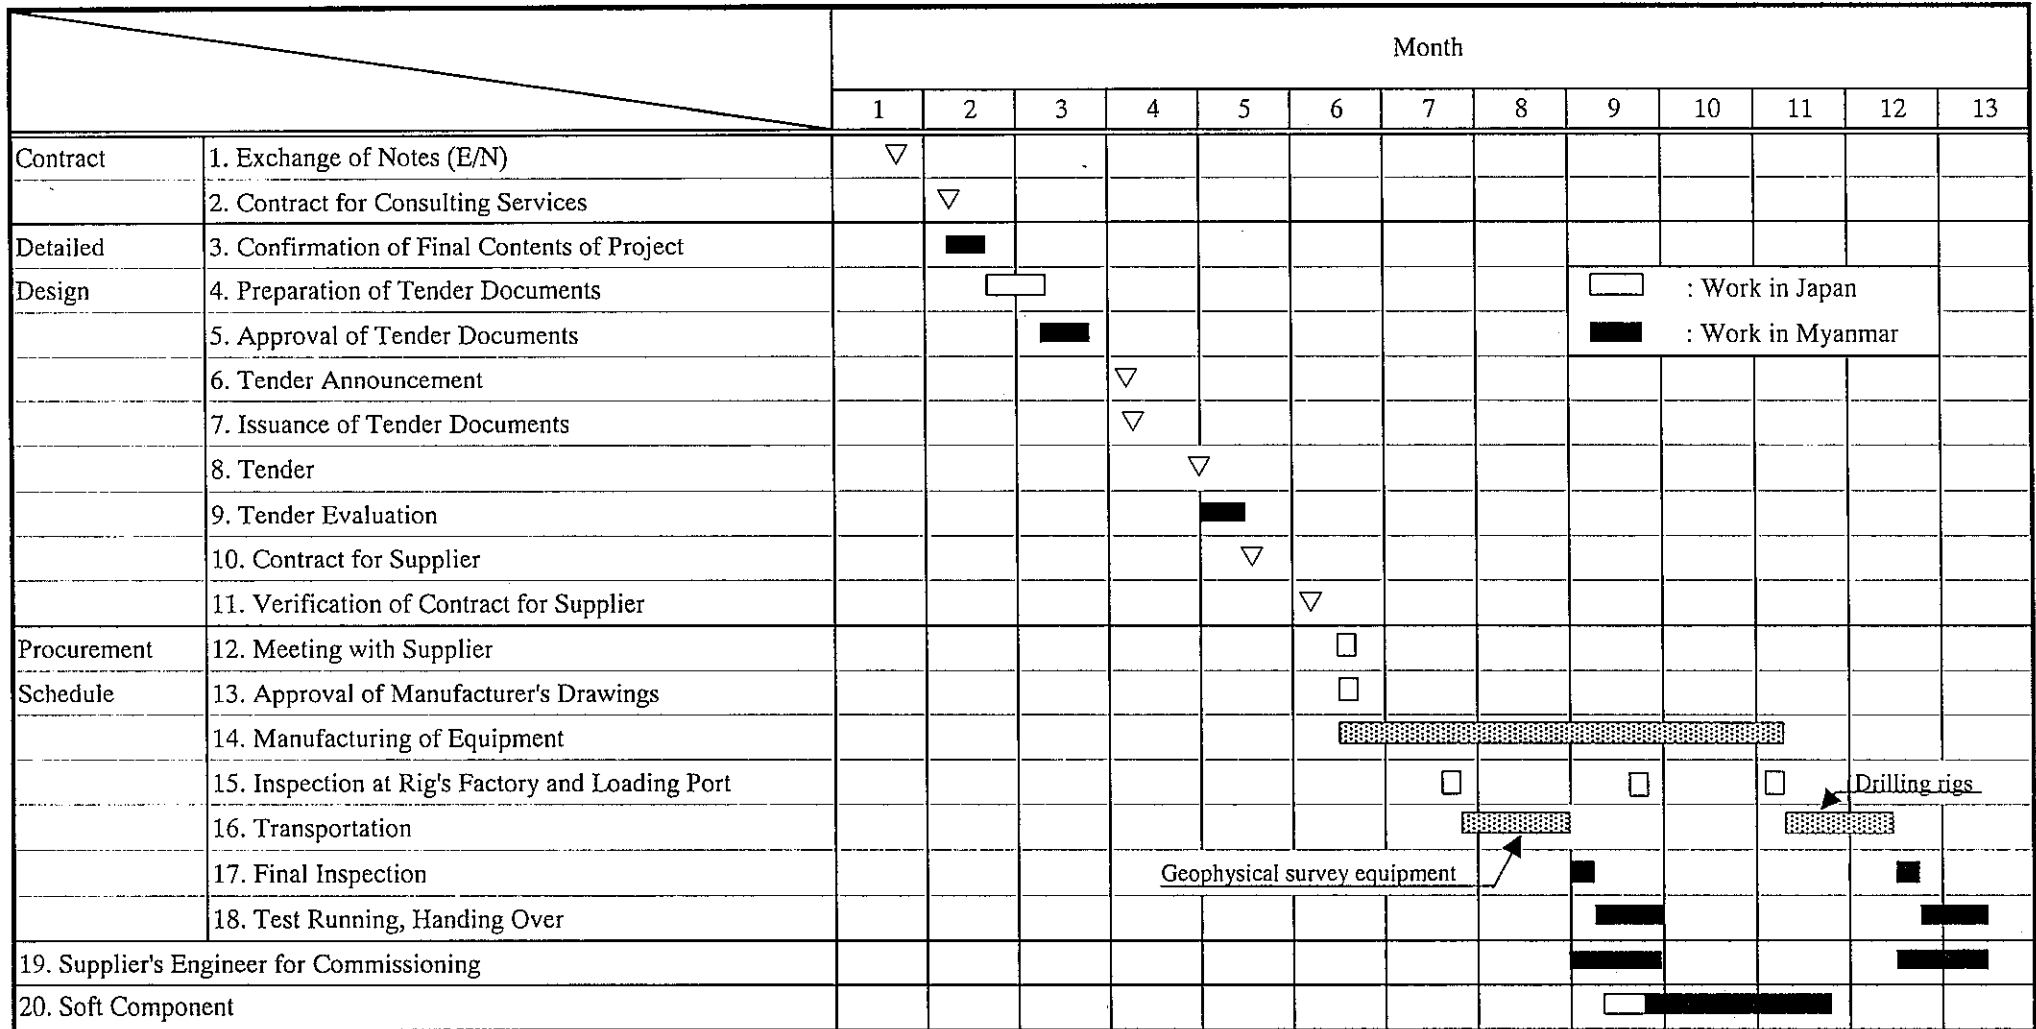 Month
1 2 3 4 5 6 7 8 9 10 11 12 13
Contract 1. Exchange of Notes (E/N)
2. Contract for Consulting Services
Detailed 3. Confirmation of Final Contents of Project
Design 4. Preparation of Tender Documents : Work in Japan
5. Approval of Tender Documents : Work in Myanmar
6. Tender Announcement
7. Issuance of Tender Documents
8. Tender
9. Tender Evaluation
10. Contract for Supplier
11. Verification of Contract for Supplier
Procurement 12. Meeting with Supplier
Schedule 13. Approval of Manufacturer's Drawings
14. Manufacturing of Equipment
15. Inspection at Rig's Factory and Loading Port Drilling rigs
16. Transportation
17. Final Inspection Geophysical survey equipment
18. Test Running, Handing Over
19. Supplier's Engineer for Commissioning
20. Soft Component